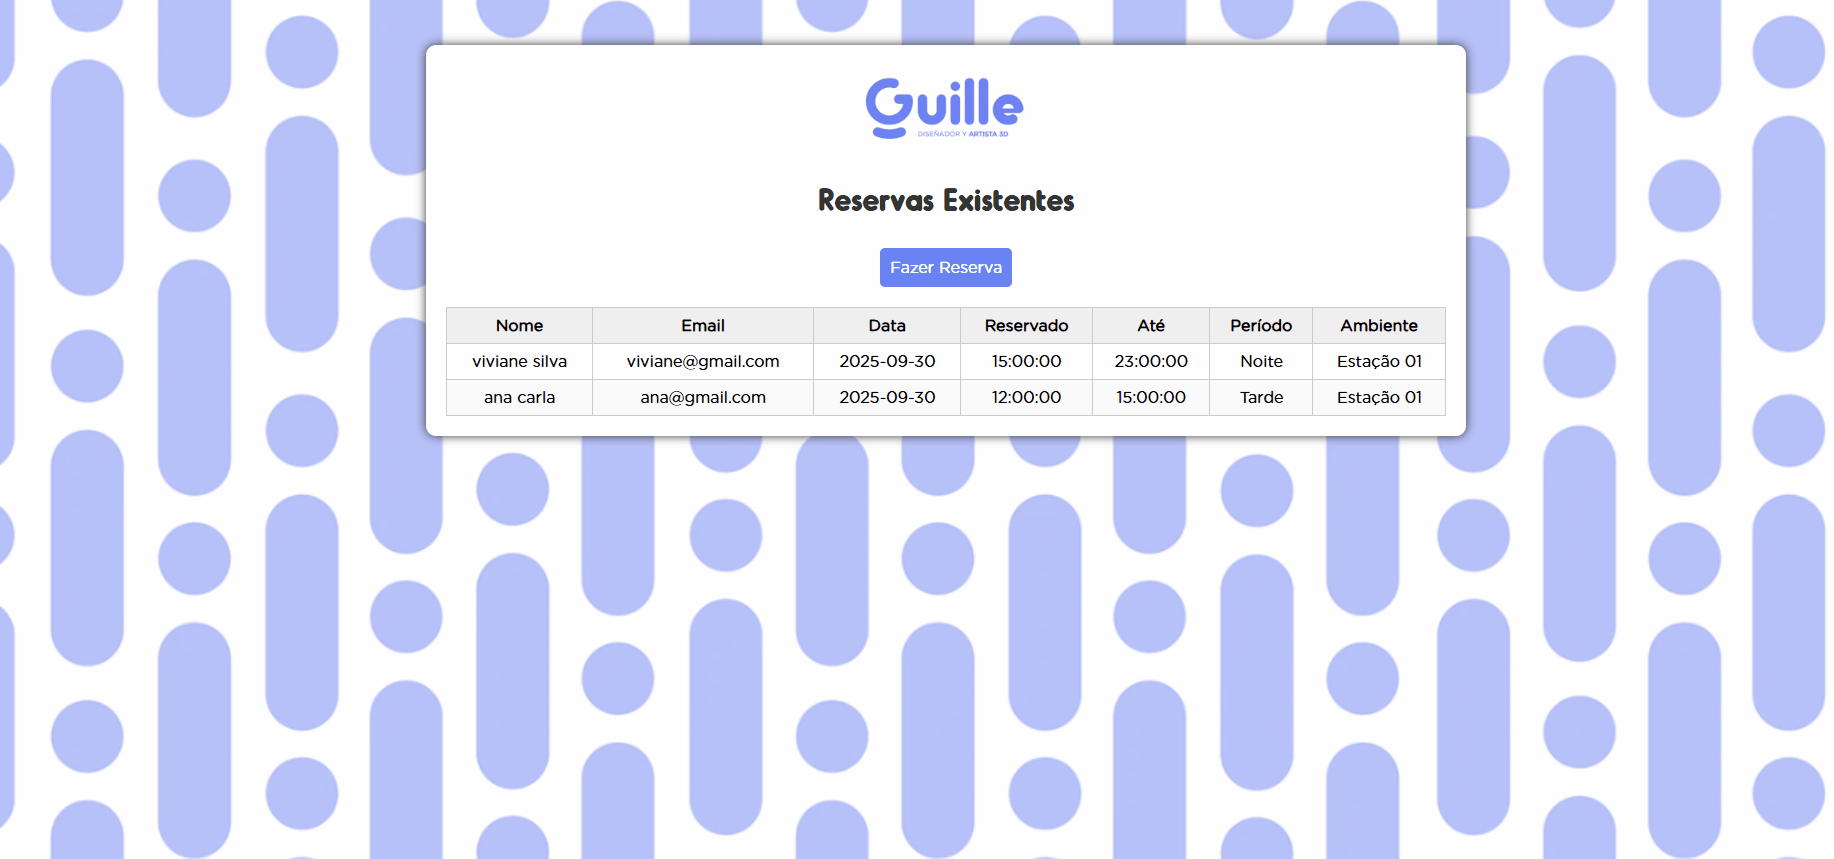 Guille
DISEÑADOR Y ARTISTA 3D
Reservas Existentes
Fazer Reserva
Nome Email Data Reservado Até Período Ambiente
viviane silva viviane@gmail.com 2025-09-30 15:00:00 23:00:00 Noite Estação 01
ana carla ana@gmail.com 2025-09-30 12:00:00 15:00:00 Tarde Estação 01